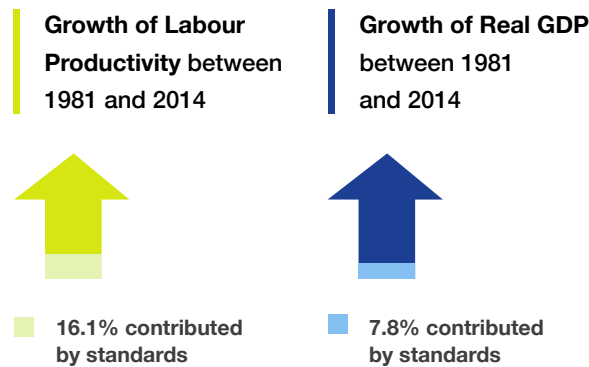 Growth of Labour
Productivity between
1981 and 2014
Growth of Real GDP
between 1981
and 2014
16.1% contributed
by standards
7.8% contributed
by standards